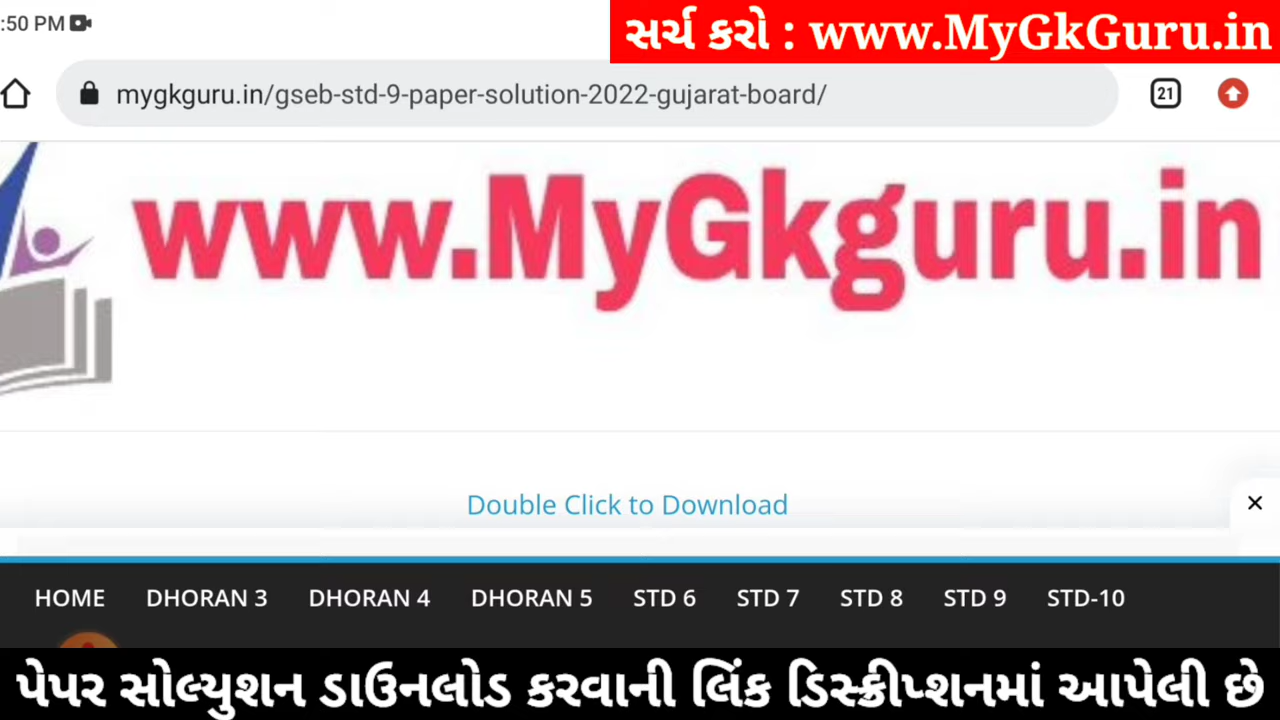 :50 PM
સર્ચ કરો : www.MyGkGuru.in
mygkguru.in/gseb-std-9-paper-solution-2022-gujarat-board/
21
www.MyGkguru.in
Double Click to Download
×
HOME DHORAN 3 DHORAN 4 DHORAN 5 STD 6 STD 7 STD 8 STD 9 STD-10
પેપર સોલ્યુશન ડાઉનલોડ કરવાની લિંક ડિસ્ક્રીપ્શનમાં આપેલી છે